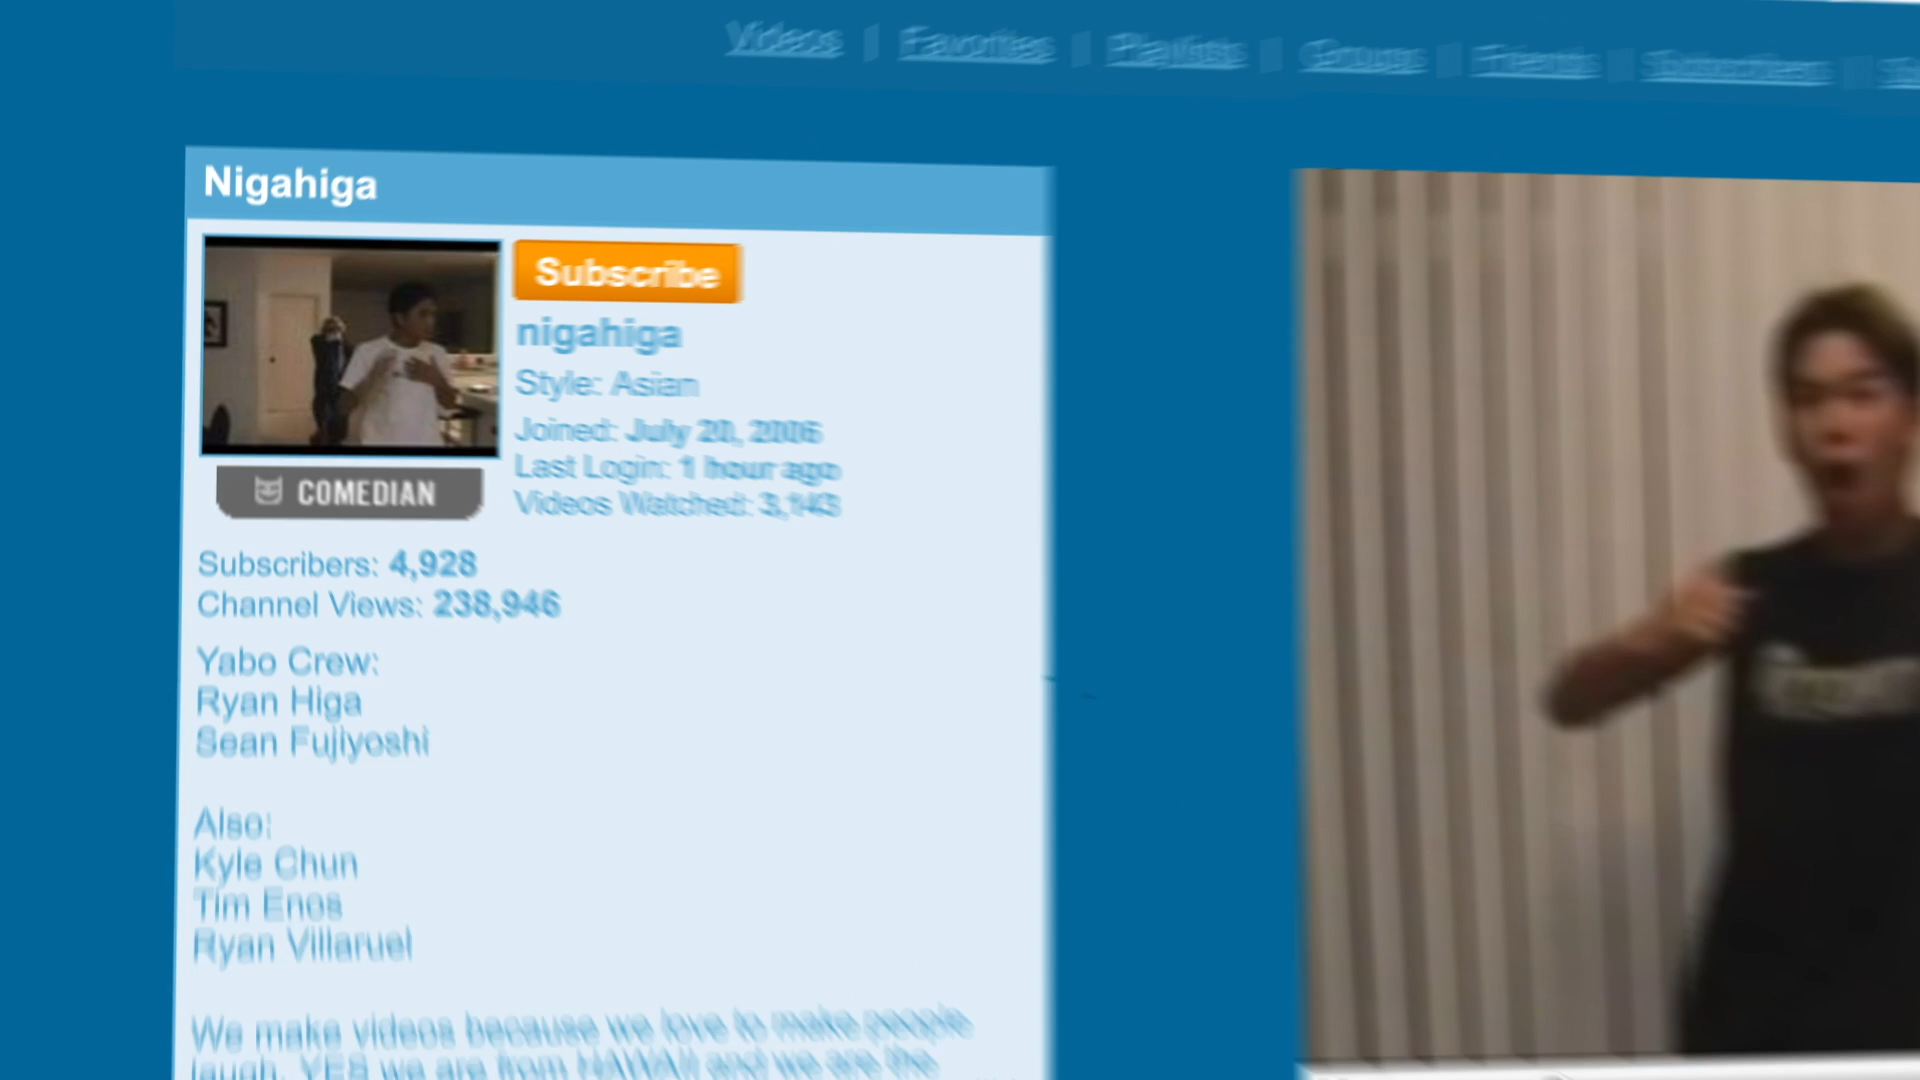 Videos | Favorites | Playlists | Groups | Friends | Subscribers |
Nigahiga
Subscribe
nigahiga
Style: Asian
Joined: July 20, 2006
Last Login: 1 hour ago
Videos Watched: 3,143
COMEDIAN
Subscribers: 4,928
Channel Views: 238,946
Yabo Crew:
Ryan Higa
Sean Fujiyoshi
Also:
Kyle Chun
Tim Enos
Ryan Villaruel
We make videos because we love to make people
laugh. YES we are from HAWAII and we are the